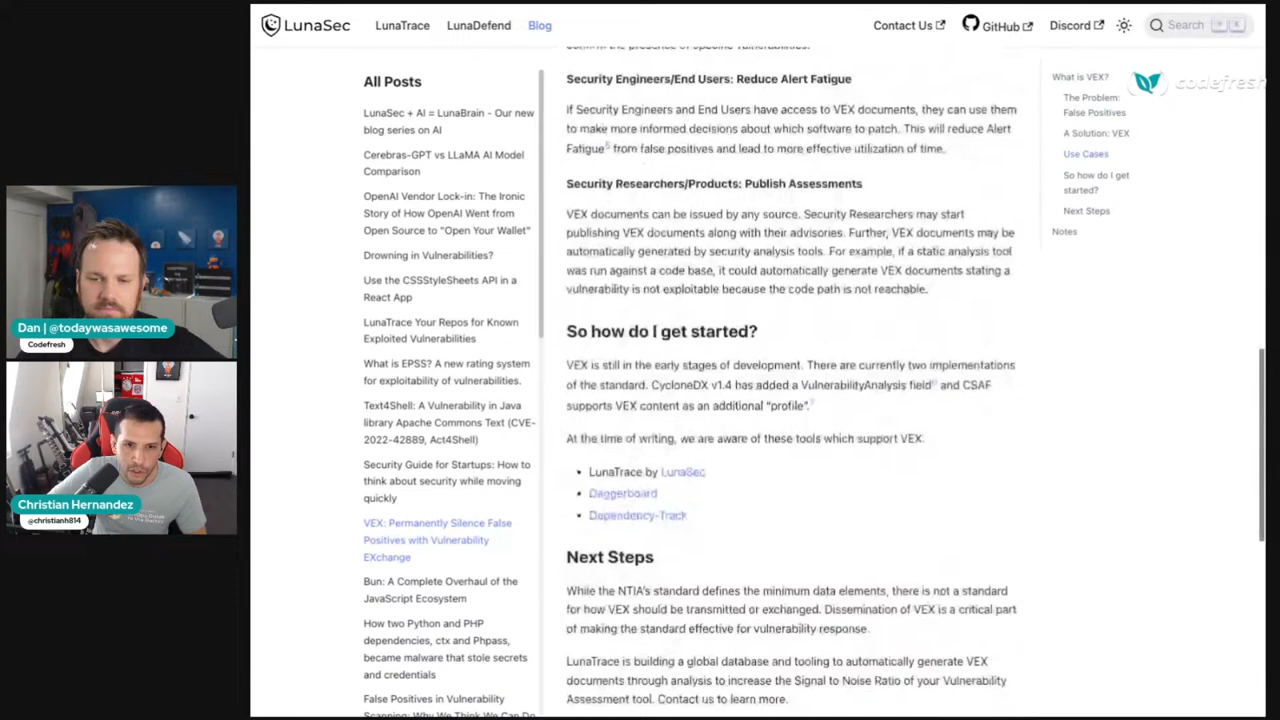 LunaSec
LunaTrace
LunaDefend
Blog
Contact Us
GitHub
Discord
Search
K
codefresh
All Posts
LunaSec + AI = LunaBrain - Our new
blog series on AI
Cerebras-GPT vs LLaMA AI Model
Comparison
OpenAI Vendor Lock-in: The Ironic
Story of How OpenAI Went from
Open Source to "Open Your Wallet"
Drowning in Vulnerabilities?
Use the CSSStyleSheets API in a
React App
LunaTrace Your Repos for Known
Exploited Vulnerabilities
What is EPSS? A new rating system
for exploitability of vulnerabilities.
Text4Shell: A Vulnerability in Java
library Apache Commons Text (CVE-
2022-42889, Act4Shell)
Security Guide for Startups: How to
think about security while moving
quickly
VEX: Permanently Silence False
Positives with Vulnerability
EXchange
Bun: A Complete Overhaul of the
JavaScript Ecosystem
How two Python and PHP
dependencies, ctx and Phpass,
became malware that stole secrets
and credentials
False Positives in Vulnerability
Scanning: Why We Think We Can Do
Security Engineers/End Users: Reduce Alert Fatigue
If Security Engineers and End Users have access to VEX documents, they can use them
to make more informed decisions about which software to patch. This will reduce Alert
Fatigue from false positives and lead to more effective utilization of time.
Security Researchers/Products: Publish Assessments
VEX documents can be issued by any source. Security Researchers may start
publishing VEX documents along with their advisories. Further, VEX documents may be
automatically generated by security analysis tools. For example, if a static analysis tool
was run against a code base, it could automatically generate VEX documents stating a
vulnerability is not exploitable because the code path is not reachable.
So how do I get started?
VEX is still in the early stages of development. There are currently two implementations
of the standard. CycloneDX v1.4 has added a VulnerabilityAnalysis field and CSAF
supports VEX content as an additional "profile".
At the time of writing, we are aware of these tools which support VEX.
• LunaTrace by LunaSec
• Daggerboard
• Dependency-Track
Next Steps
While the NTIA's standard defines the minimum data elements, there is not a standard
for how VEX should be transmitted or exchanged. Dissemination of VEX is a critical part
of making the standard effective for vulnerability response.
LunaTrace is building a global database and tooling to automatically generate VEX
documents through analysis to increase the Signal to Noise Ratio of your Vulnerability
Assessment tool. Contact us to learn more.
What is VEX?
The Problem:
False Positives
A Solution: VEX
Use Cases
So how do I get
started?
Next Steps
Notes
Dan | @todaywasawesome
Codefresh
Christian Hernandez
@christianh814